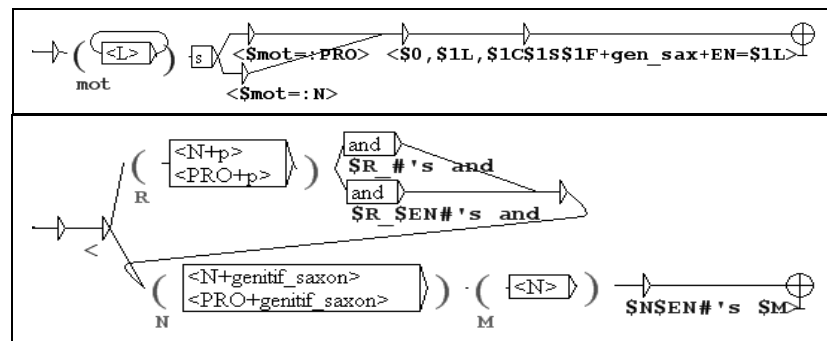 ( <L> ) s <$mot=:PRO> <$0,$1L,$1C$1S$1F+gen_sax+EN=$1L>
mot
<$mot=:N>
( <N+p> ) and
<PRO+p> $R_#'s and
R and
$R_$EN#'s and
<
( <N+genitif_saxon> ) ( <N> )
<PRO+genitif_saxon>
N M $N$EN#'s $M>